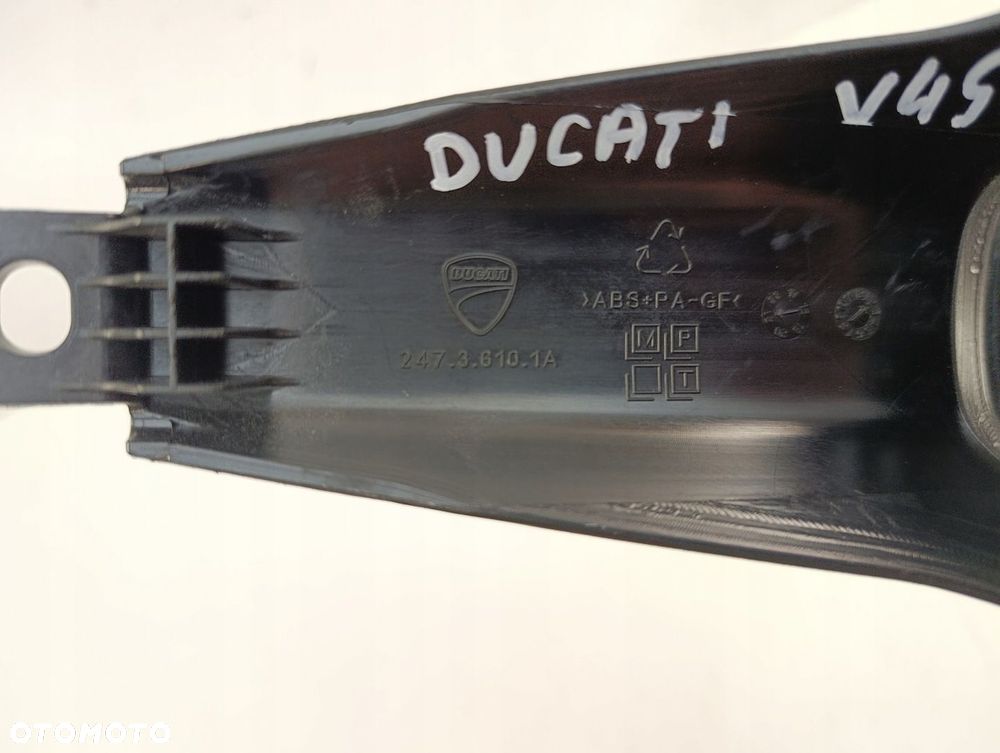 DUCATI V4S
DUCATI
>ABS+PA-GF<
247.3.610.1A
M P
T
OTOMOTO